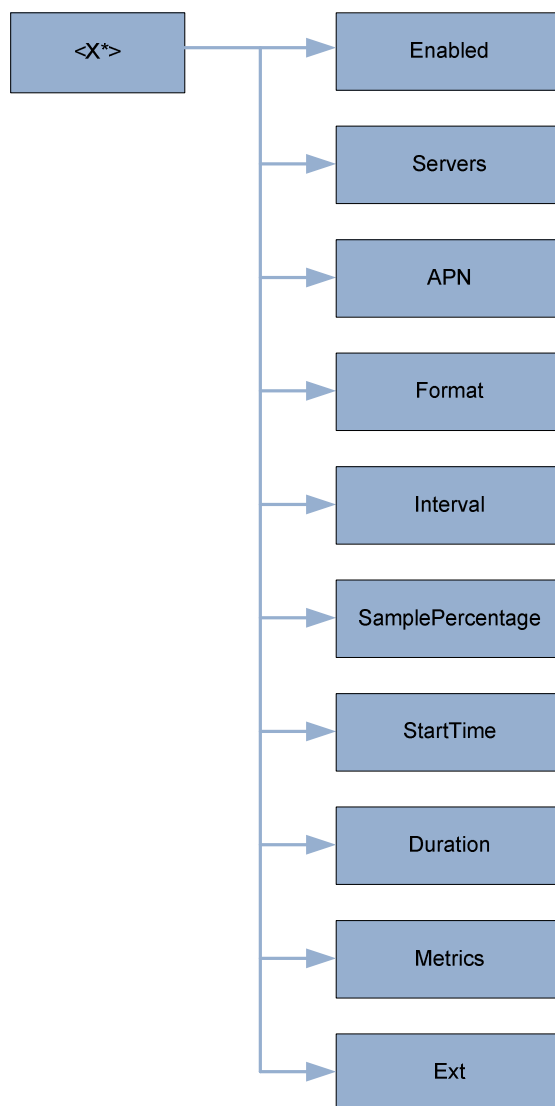 <X*>
Enabled
Servers
APN
Format
Interval
SamplePercentage
StartTime
Duration
Metrics
Ext